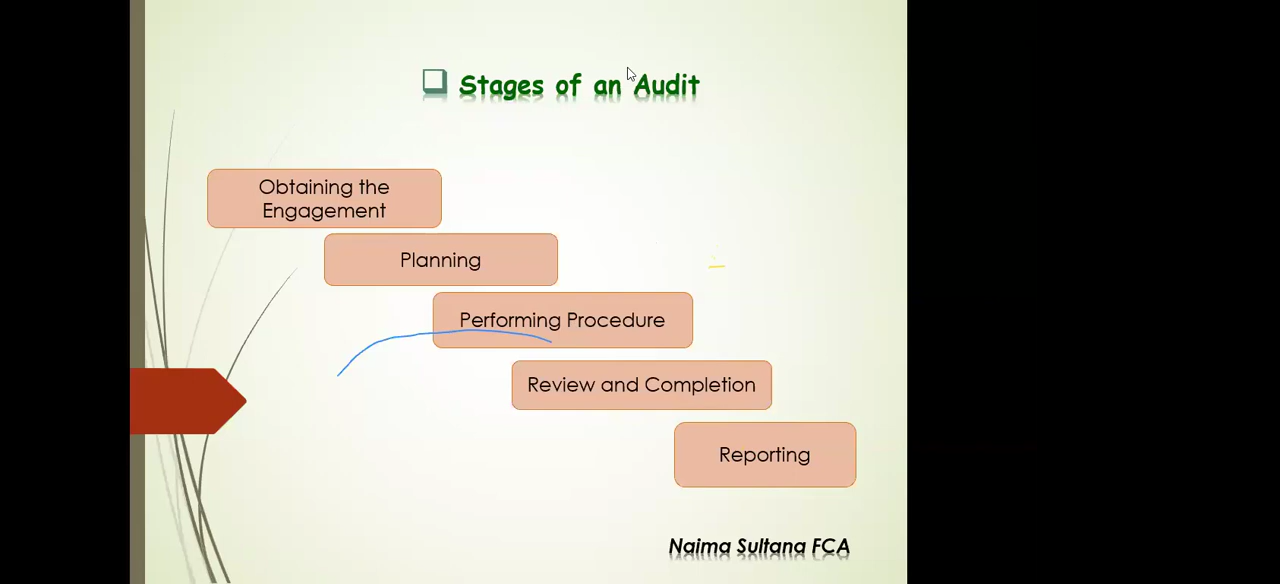 Stages of an Audit
Obtaining the
Engagement
Planning
Performing Procedure
Review and Completion
Reporting
Naima Sultana FCA